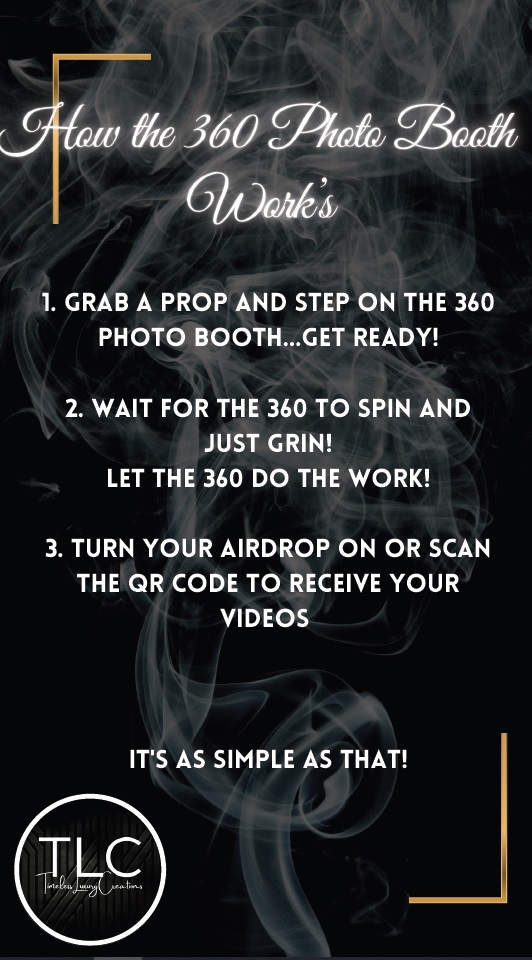 How the 360 Photo Booth
Work's
1. GRAB A PROP AND STEP ON THE 360
PHOTO BOOTH...GET READY!
2. WAIT FOR THE 360 TO SPIN AND
JUST GRIN!
LET THE 360 DO THE WORK!
3. TURN YOUR AIRDROP ON OR SCAN
THE QR CODE TO RECEIVE YOUR
VIDEOS
IT'S AS SIMPLE AS THAT!
TLC
Timeless Luxury Creations